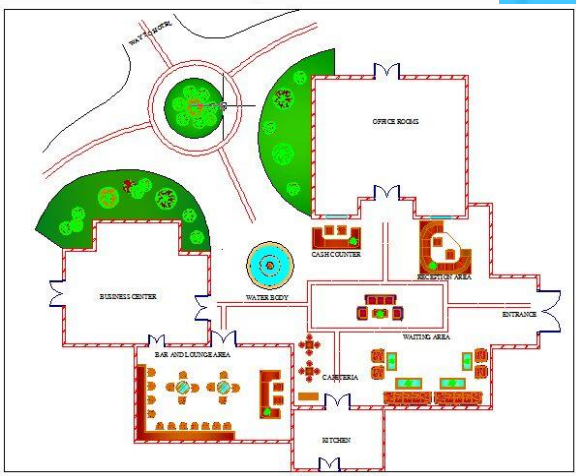 WAY TO HOTEL
OFFICE ROOMS
CASH COUNTER
RECEPTION AREA
BUSINESS CENTER
WATER BODY
ENTRANCE
WAITING AREA
BAR AND LOUNGE AREA
CAFETERIA
KITCHEN